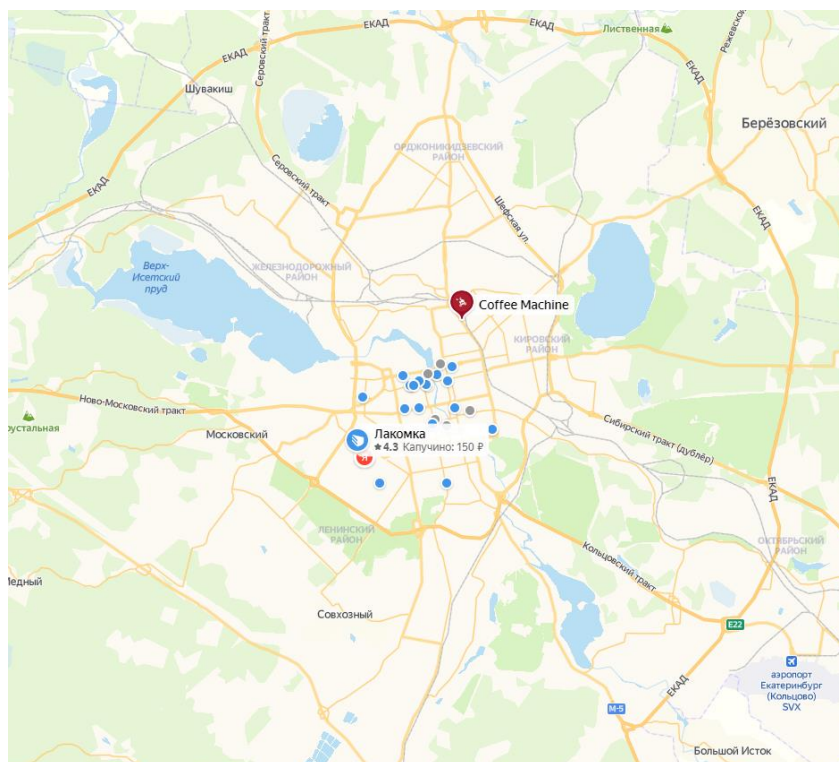 Лиственная
ЕКАД
ЕКАД
Режевской
ЕКАД
Серовский тракт
Шувакиш
ЕКАД
ЕКАД
Берёзовский
ОРДЖОНИКИДЗЕВСКИЙ
РАЙОН
Серовский тракт
ЕКАД
Шефская ул.
Верх-
Исетский
пруд
ЖЕЛЕЗНОДОРОЖНЫЙ
РАЙОН
Coffee Machine
КИРОВСКИЙ
РАЙОН
Ново-Московский тракт
рустальная
Московский
Сибирский тракт (дублёр)
Лакомка
4.3 Капучино: 150 ₽
Я
ЕКАД
ЛЕНИНСКИЙ
РАЙОН
ОКТЯБРЬСКИЙ
РАЙОН
Кольцовский тракт
Медный
Совхозный
E22
аэропорт
Екатеринбург
(Кольцово)
SVX
ЕКАД
М-5
Большой Исток